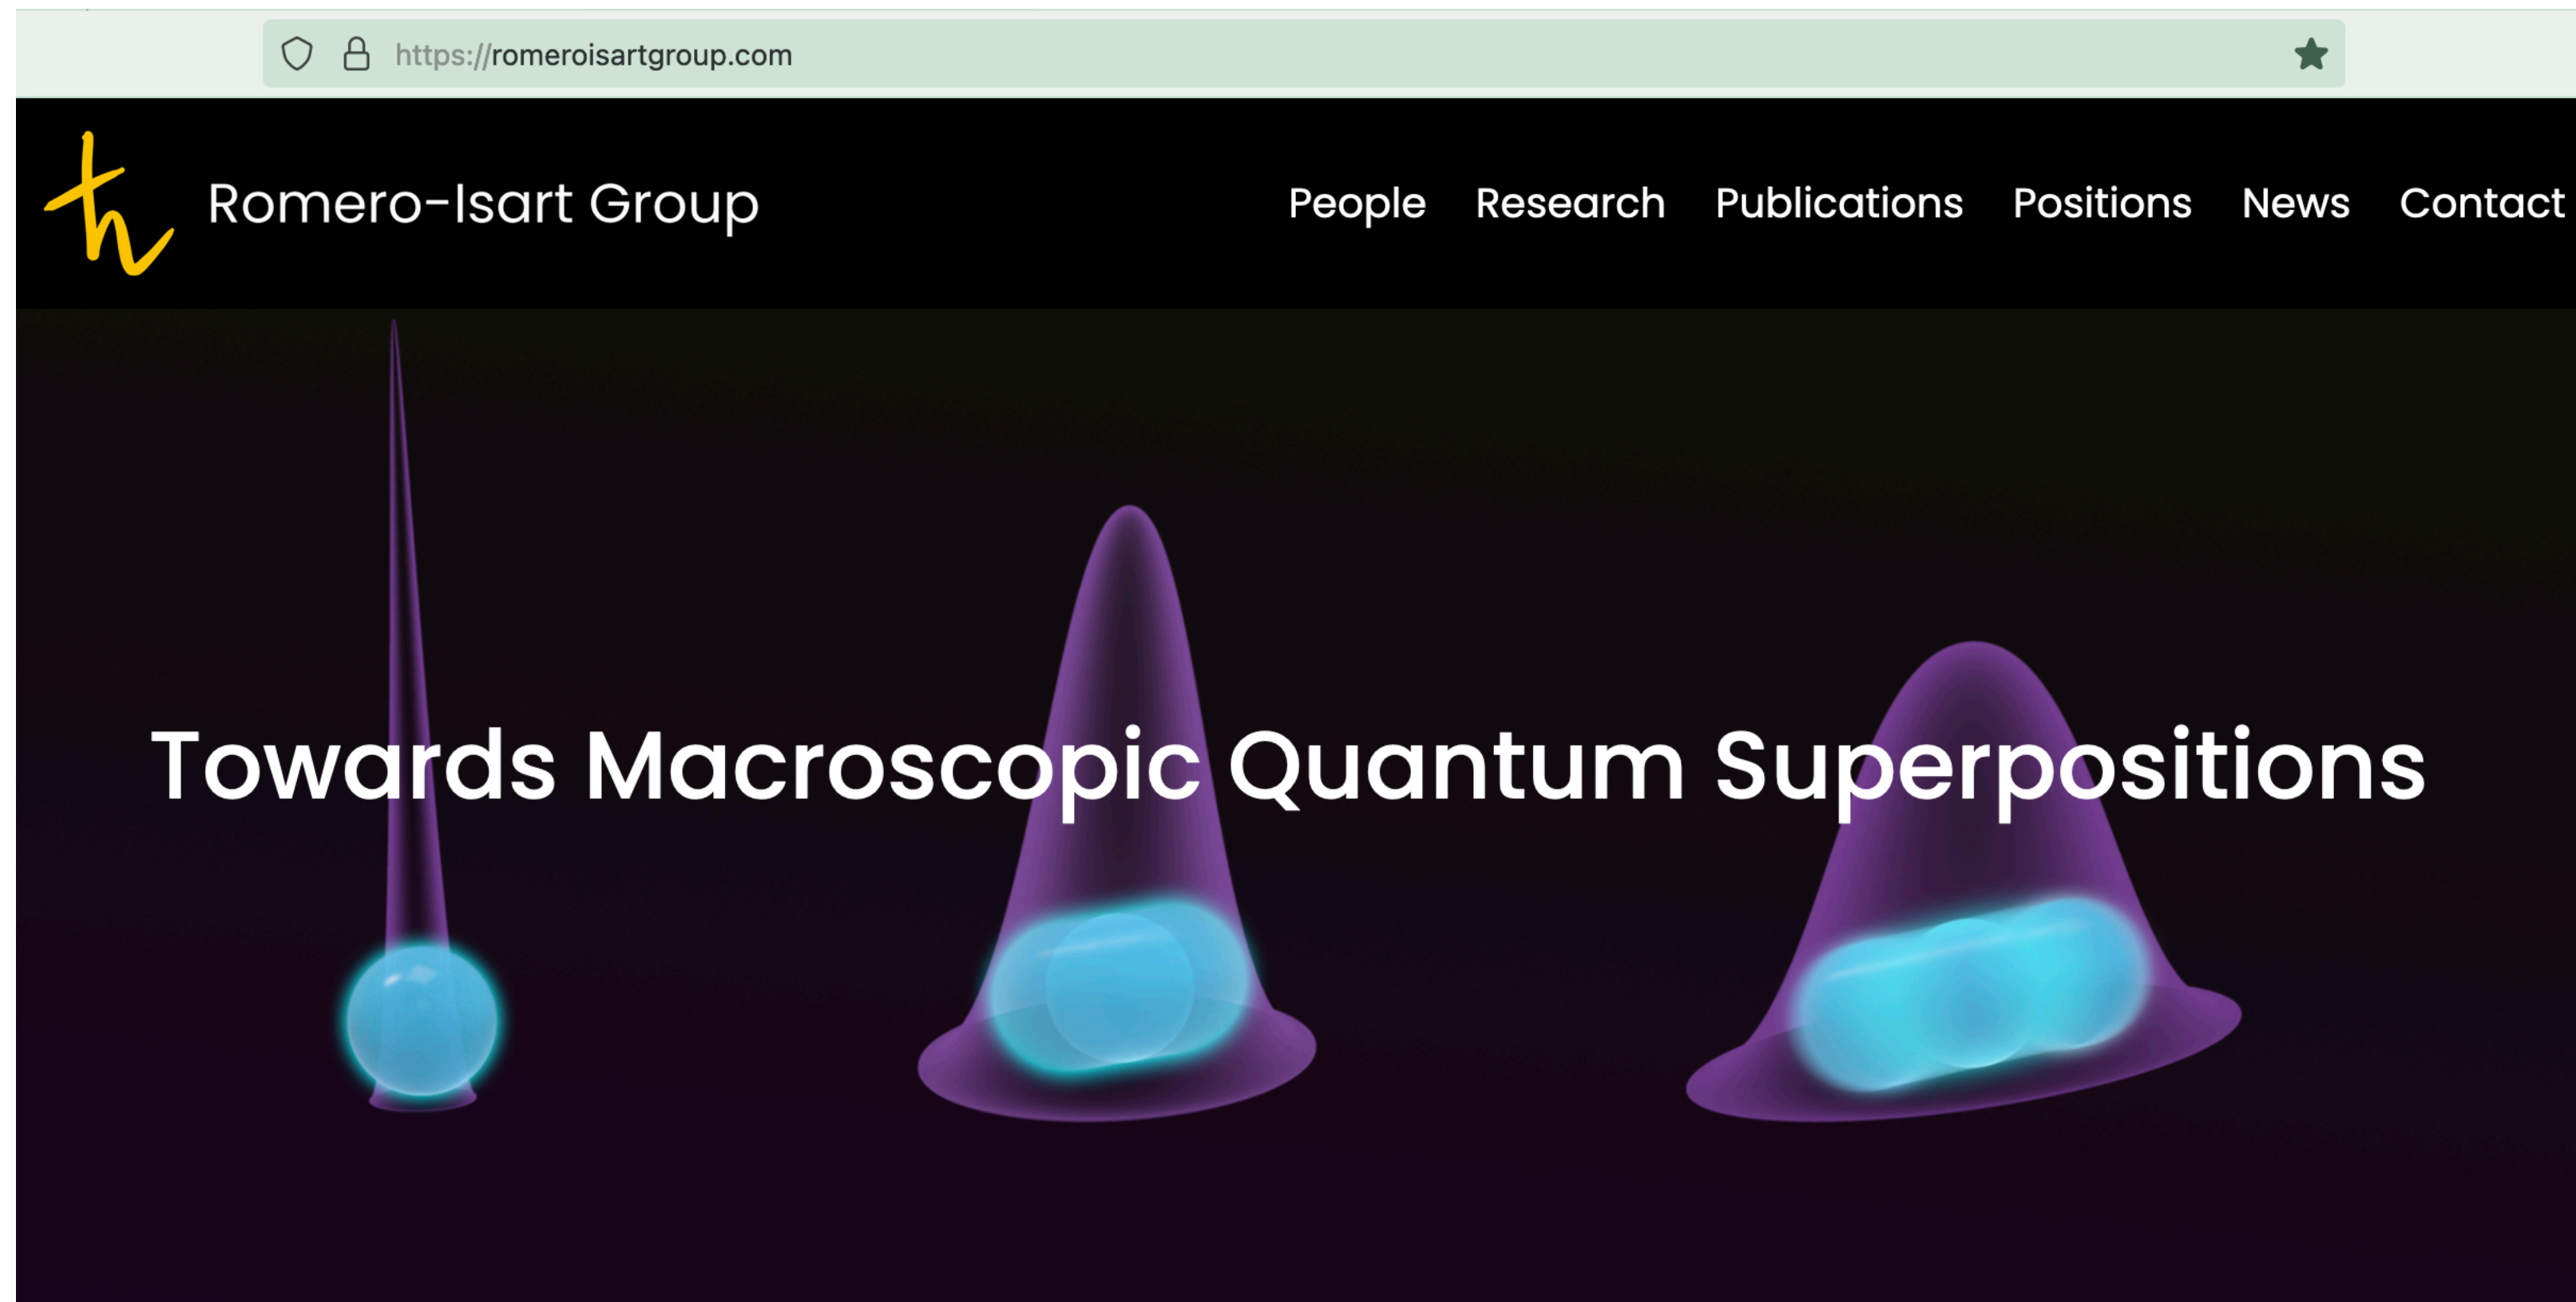 https://romeroisartgroup.com
ħ Romero-Isart Group People Research Publications Positions News Contact
Towards Macroscopic Quantum Superpositions